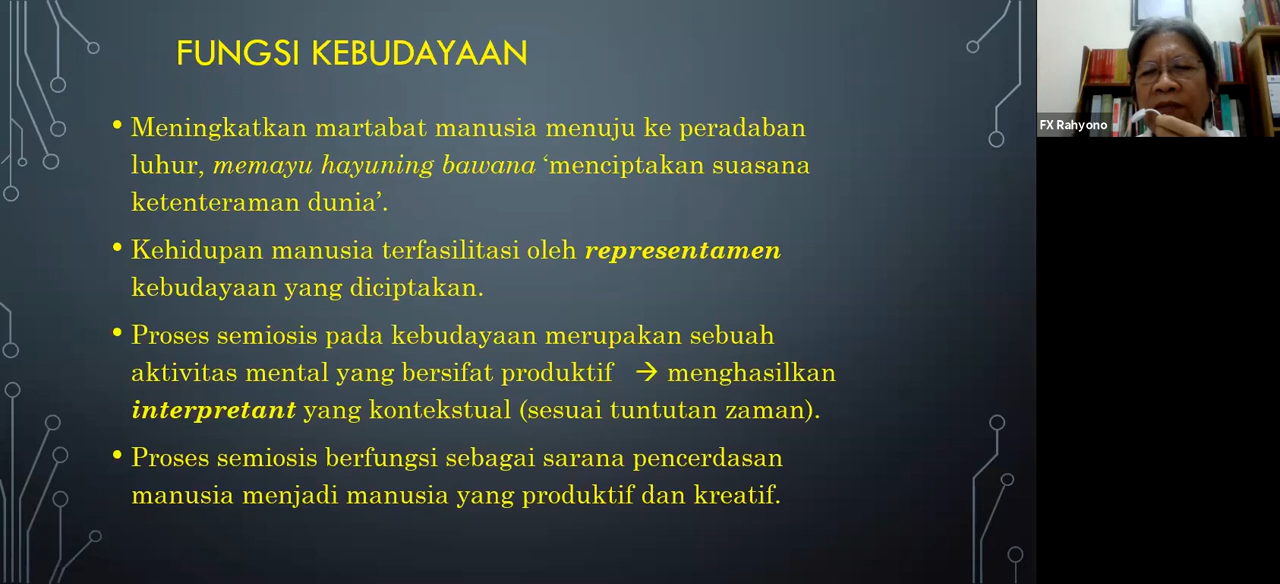 FUNGSI KEBUDAYAAN
• Meningkatkan martabat manusia menuju ke peradaban
luhur, memayu hayuning bawana ‘menciptakan suasana
ketenteraman dunia’.
• Kehidupan manusia terfasilitasi oleh representamen
kebudayaan yang diciptakan.
• Proses semiosis pada kebudayaan merupakan sebuah
aktivitas mental yang bersifat produktif → menghasilkan
interpretant yang kontekstual (sesuai tuntutan zaman).
• Proses semiosis berfungsi sebagai sarana pencerdasan
manusia menjadi manusia yang produktif dan kreatif.
FX Rahyono